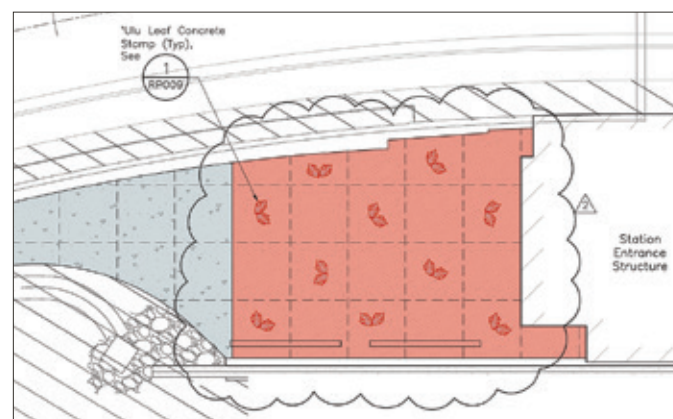 'Ulu Leaf Concrete
Stamp (Typ),
See
1
RP009
2
Station
Entrance
Structure